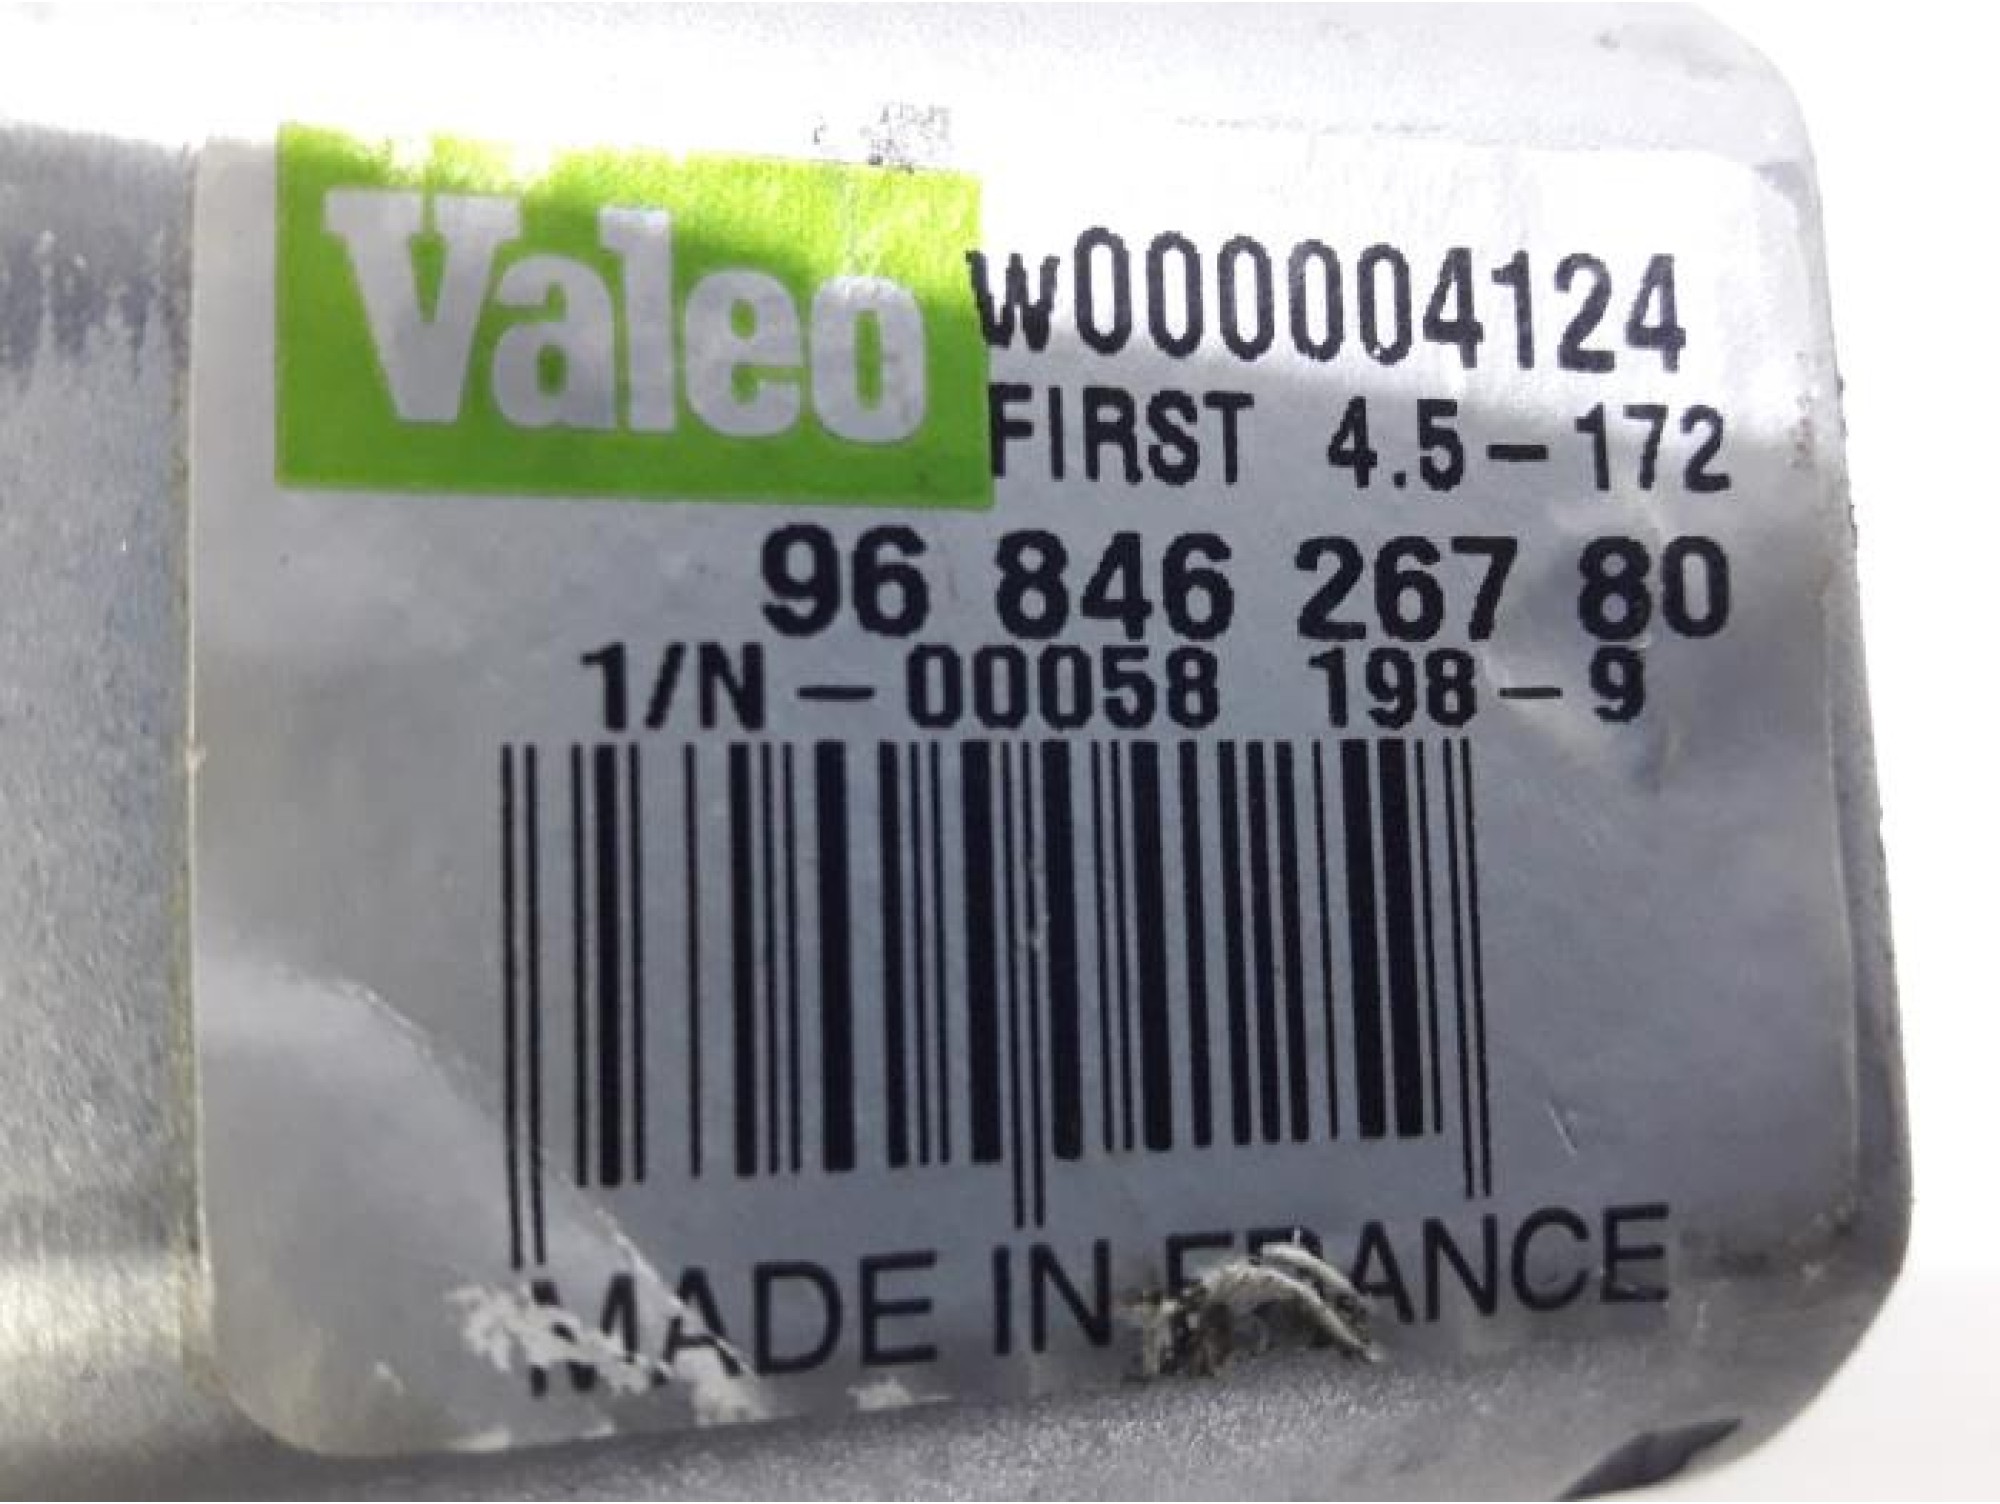 Valeo
W000004124
FIRST 4.5-172
96 846 267 80
1/N-00058 198-9
MADE IN FRANCE